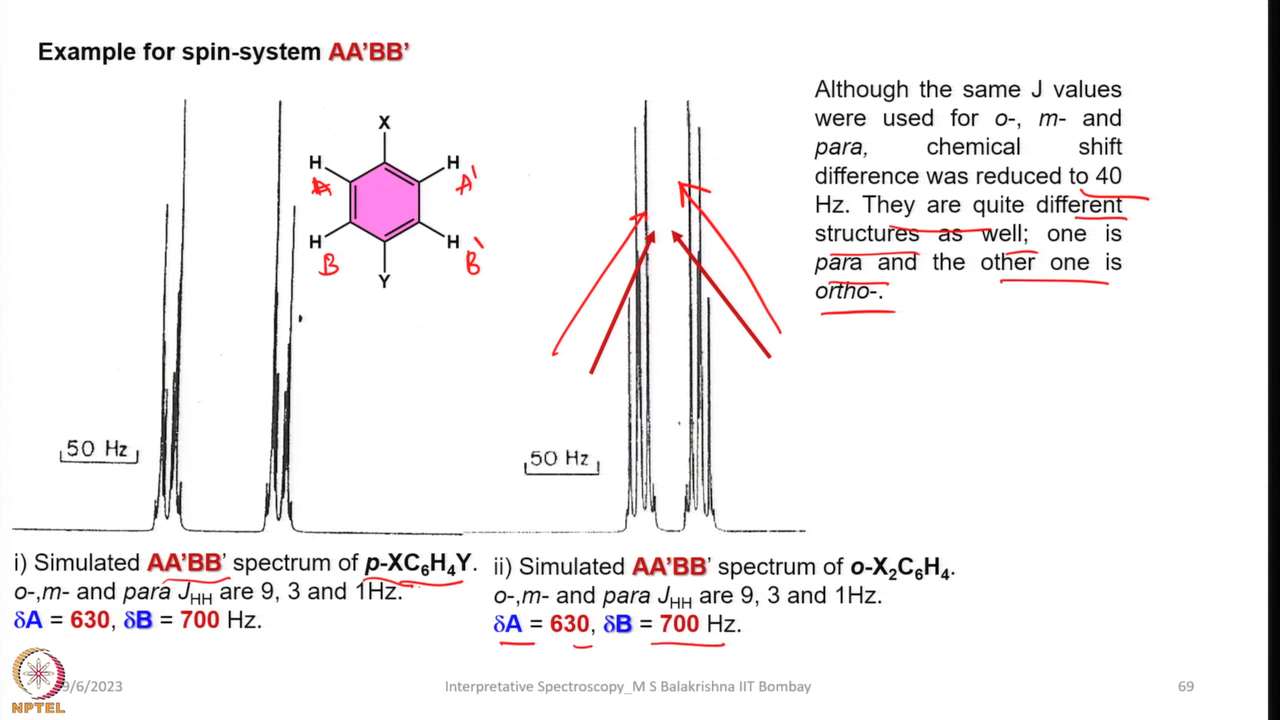 Example for spin-system AA’BB’
X
H
H
A
A'
H
H
B
B'
Y
50 Hz
50 Hz
Although the same J values
were used for o-, m- and
para, chemical shift
difference was reduced to 40
Hz. They are quite different
structures as well; one is
para and the other one is
ortho-.
i) Simulated AA’BB’ spectrum of p-XC₆H₄Y.
o-,m- and para J_HH are 9, 3 and 1Hz.
δA = 630, δB = 700 Hz.
ii) Simulated AA’BB’ spectrum of o-X₂C₆H₄.
o-,m- and para J_HH are 9, 3 and 1Hz.
δA = 630, δB = 700 Hz.
9/6/2023
Interpretative Spectroscopy_M S Balakrishna IIT Bombay
69
NPTEL